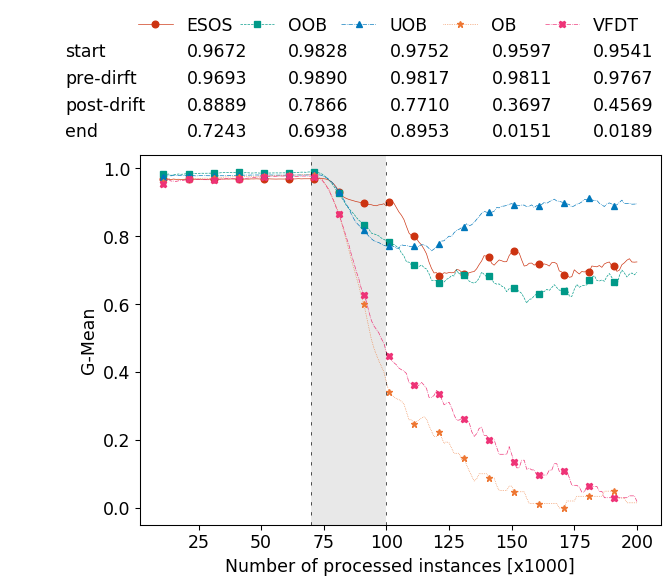 ESOS OOB UOB OB VFDT
start 0.9672 0.9828 0.9752 0.9597 0.9541
pre-dirft 0.9693 0.9890 0.9817 0.9811 0.9767
post-drift 0.8889 0.7866 0.7710 0.3697 0.4569
end 0.7243 0.6938 0.8953 0.0151 0.0189
1.0
0.8
0.6
0.4
0.2
0.0
G-Mean
25 50 75 100 125 150 175 200
Number of processed instances [x1000]